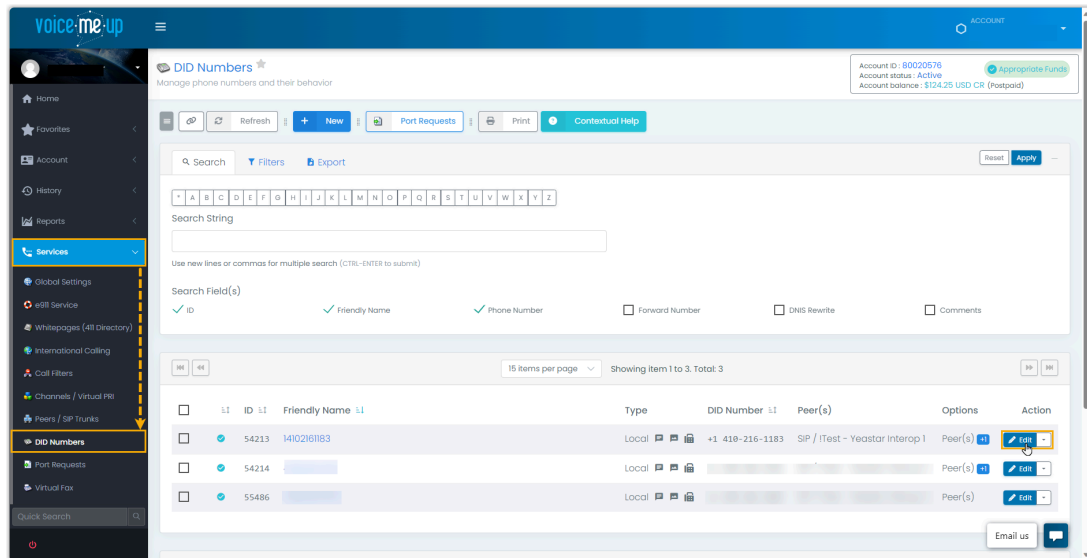 voice·me·up
ACCOUNT
DID Numbers
Manage phone numbers and their behavior
Account ID : 80020576
Account status : Active
Account balance : $124.25 USD CR (Postpaid)
Appropriate Funds
Home
Favorites
Account
History
Reports
Services
Global Settings
e911 Service
Whitepages (411 Directory)
International Calling
Call Filters
Channels / Virtual PRI
Peers / SIP Trunks
DID Numbers
Port Requests
Virtual Fax
Quick Search
Refresh
+ New
Port Requests
Print
Contextual Help
Search Filters Export
Reset Apply
* A B C D E F G H I J K L M N O P Q R S T U V W X Y Z
Search String
Use new lines or commas for multiple search (CTRL-ENTER to submit)
Search Field(s)
ID Friendly Name Phone Number Forward Number DNIS Rewrite Comments
15 items per page Showing item 1 to 3. Total: 3
ID Friendly Name Type DID Number Peer(s) Options Action
54213 14102161183 Local +1 410-216-1183 SIP / !Test - Yeastar Interop 1 Peer(s) +1 Edit
54214 Local Peer(s) +1 Edit
55486 Local Peer(s) Edit
Email us